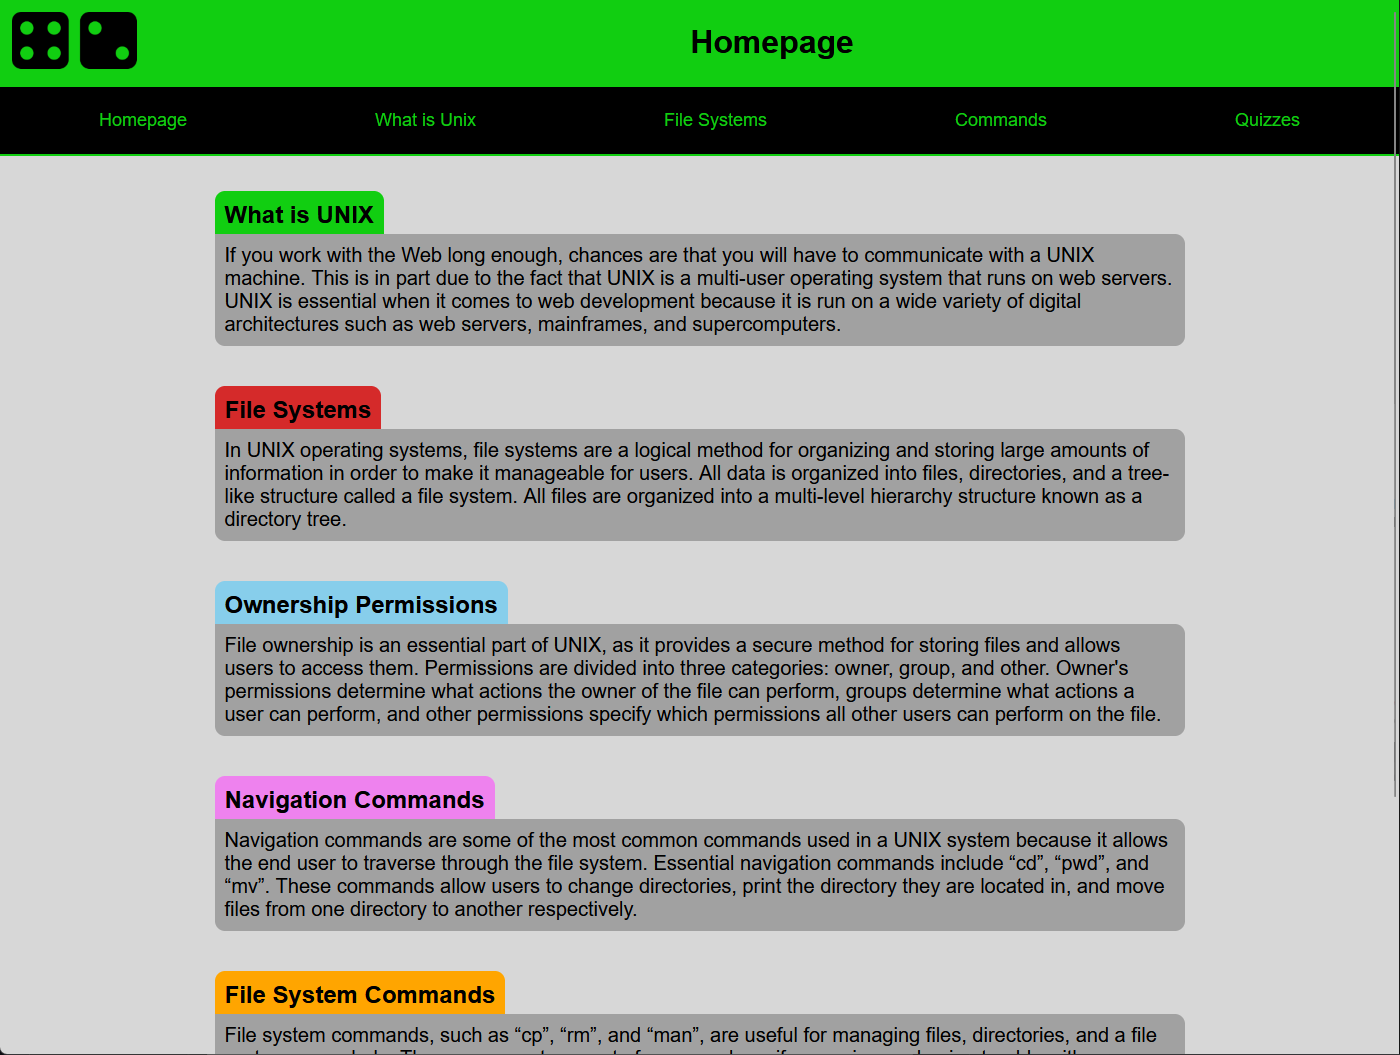 Homepage
Homepage
What is Unix
File Systems
Commands
Quizzes
What is UNIX
If you work with the Web long enough, chances are that you will have to communicate with a UNIX
machine. This is in part due to the fact that UNIX is a multi-user operating system that runs on web servers.
UNIX is essential when it comes to web development because it is run on a wide variety of digital
architectures such as web servers, mainframes, and supercomputers.
File Systems
In UNIX operating systems, file systems are a logical method for organizing and storing large amounts of
information in order to make it manageable for users. All data is organized into files, directories, and a tree-
like structure called a file system. All files are organized into a multi-level hierarchy structure known as a
directory tree.
Ownership Permissions
File ownership is an essential part of UNIX, as it provides a secure method for storing files and allows
users to access them. Permissions are divided into three categories: owner, group, and other. Owner's
permissions determine what actions the owner of the file can perform, groups determine what actions a
user can perform, and other permissions specify which permissions all other users can perform on the file.
Navigation Commands
Navigation commands are some of the most common commands used in a UNIX system because it allows
the end user to traverse through the file system. Essential navigation commands include “cd”, “pwd”, and
“mv”. These commands allow users to change directories, print the directory they are located in, and move
files from one directory to another respectively.
File System Commands
File system commands, such as “cp”, “rm”, and “man”, are useful for managing files, directories, and a file